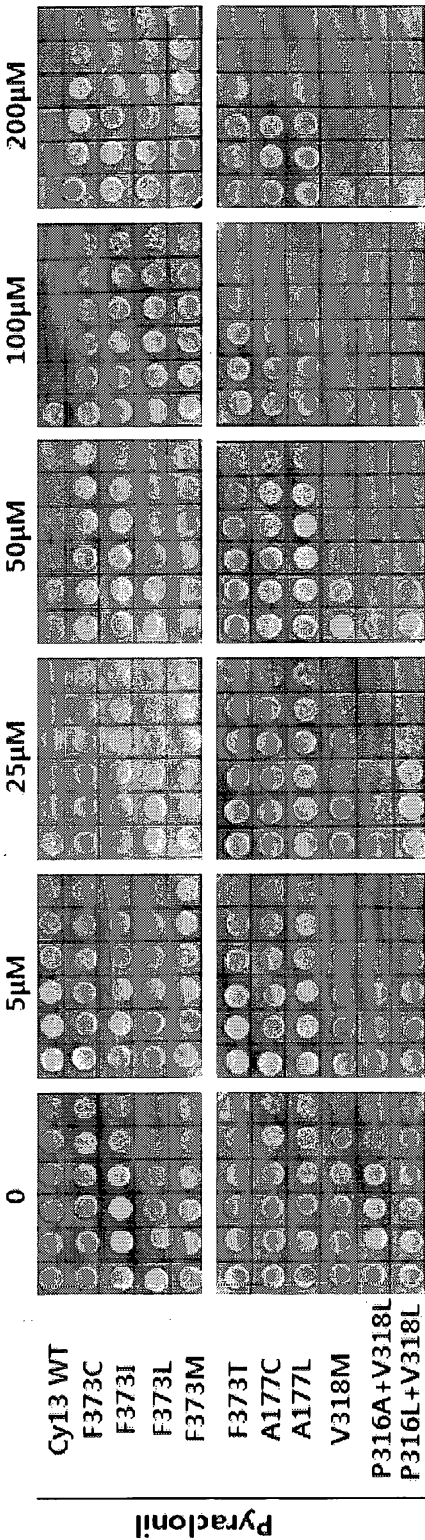 0 5μM 25μM 50μM 100μM 200μM
Pyraclonil
Cy13 WT
F373C
F373I
F373L
F373M
F373T
A177C
A177L
V318M
P316A+V318L
P316L+V318L